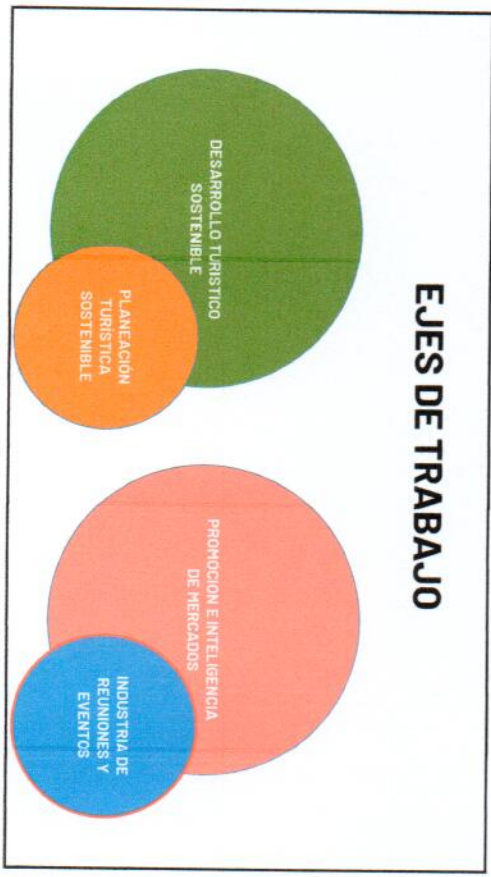 EJES DE TRABAJO
DESARROLLO TURISTICO
SOSTENIBLE
PLANEACIÓN
TURISTICA
SOSTENIBLE
PROMOCION E INTELIGENCIA
DE MERCADOS
INDUSTRIA DE
REUNIONES Y
EVENTOS